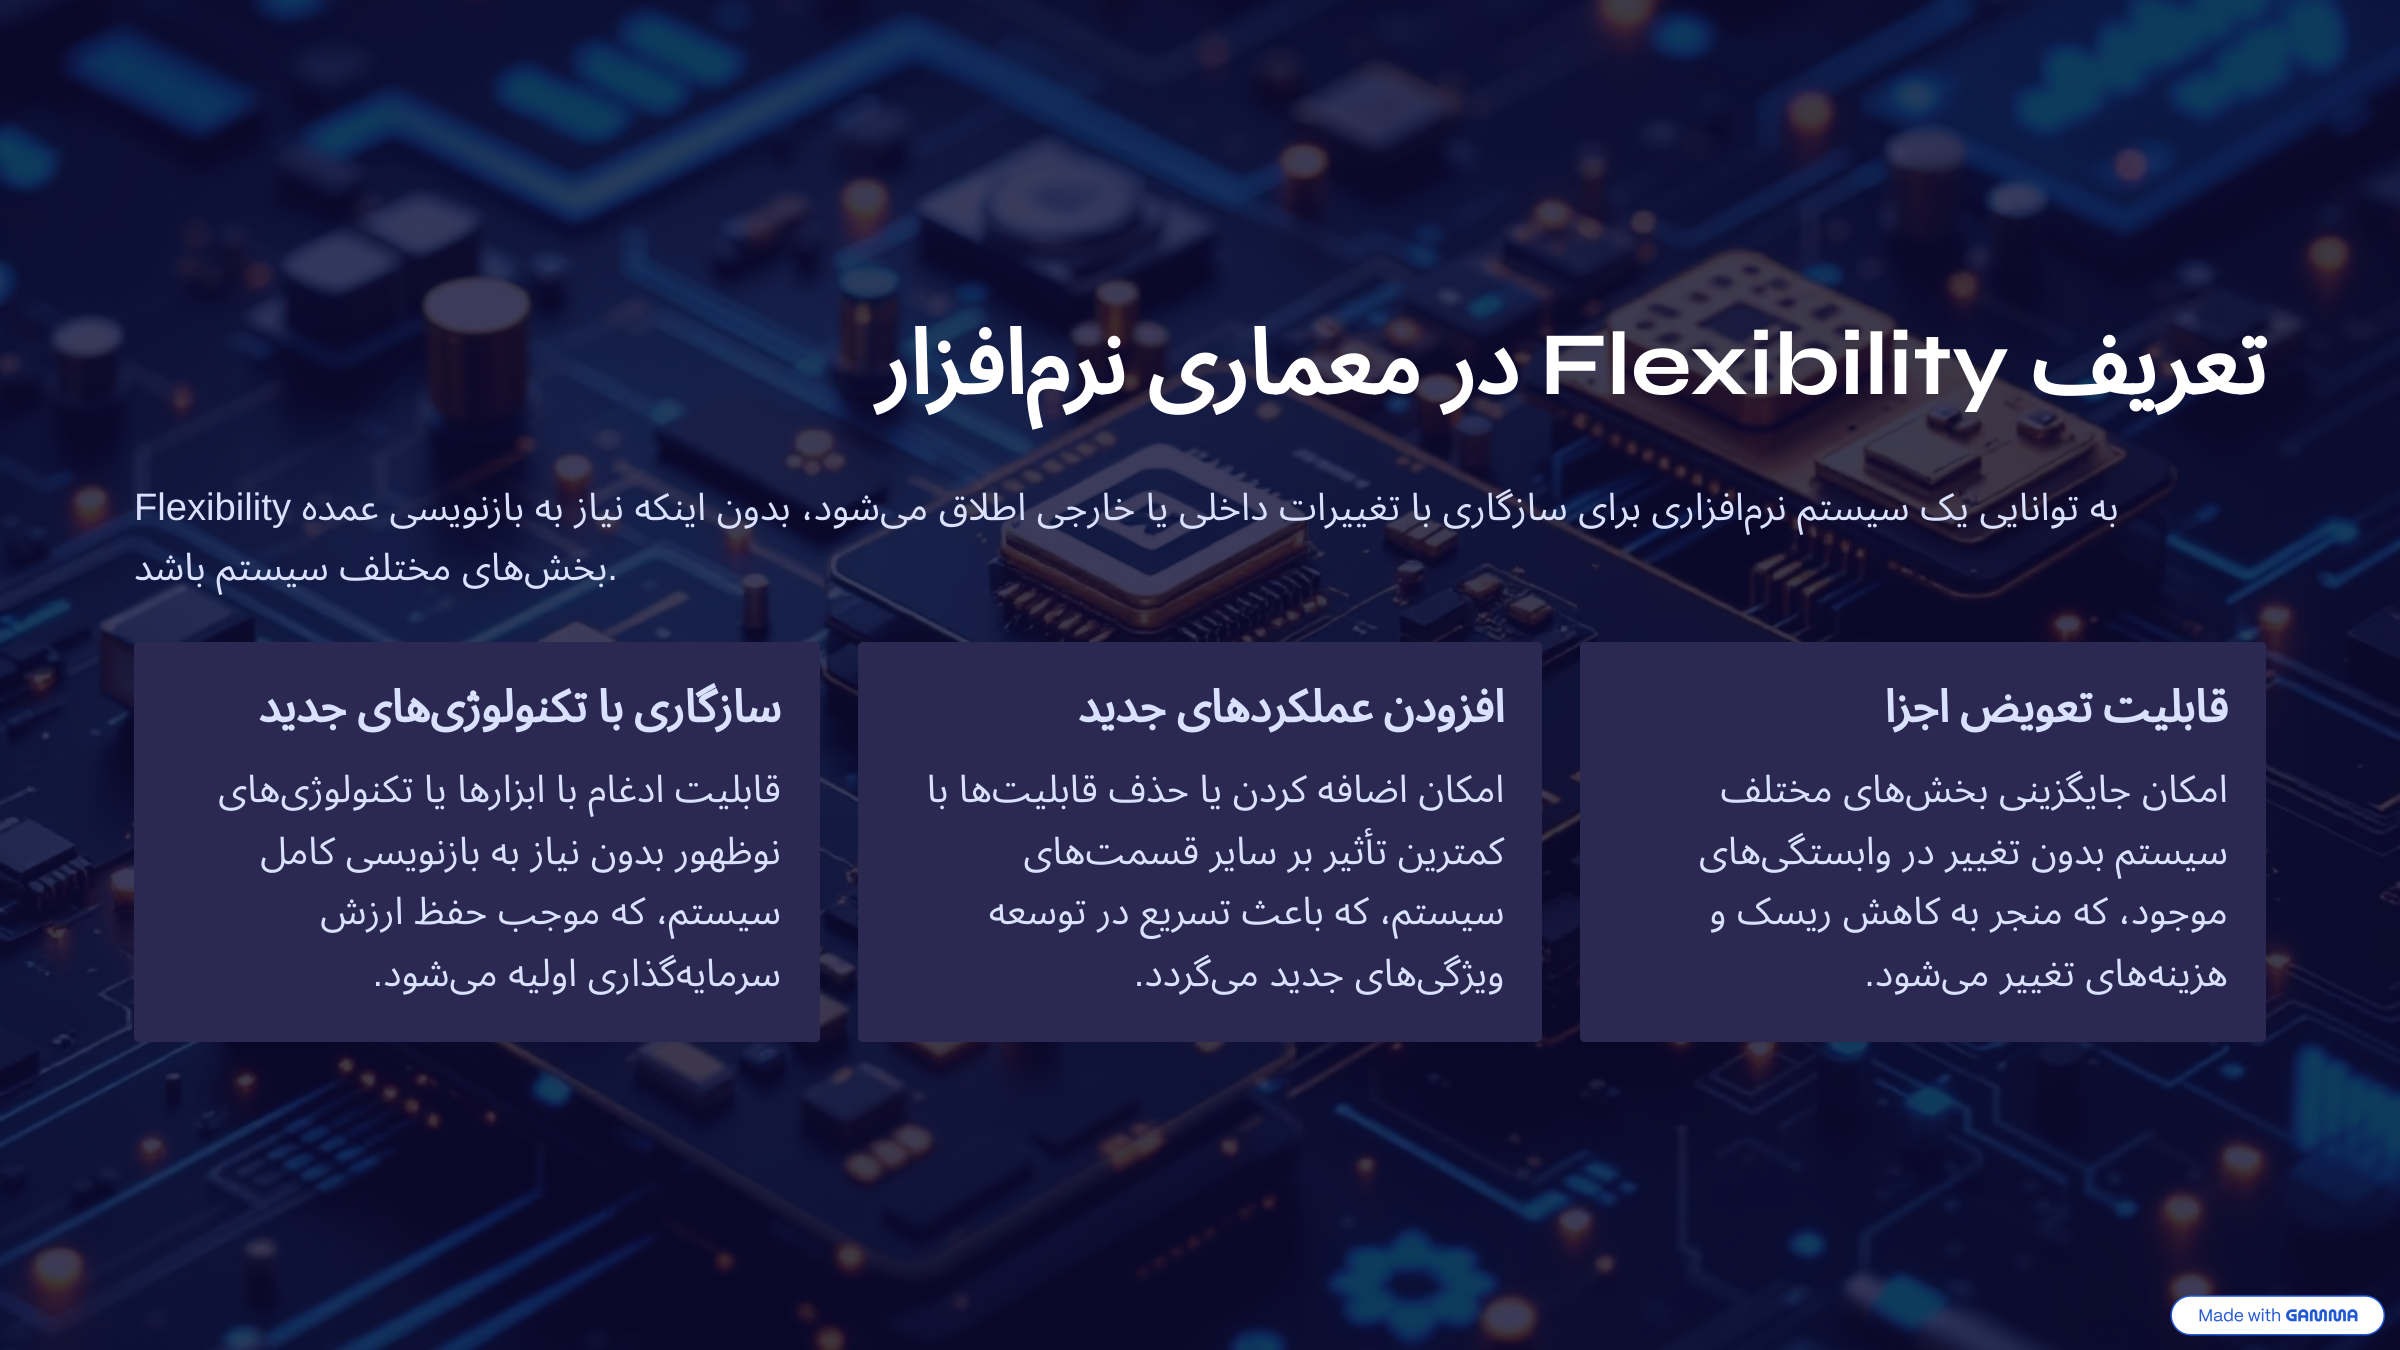 تعریف Flexibility در معماری نرم‌افزار
Flexibility به توانایی یک سیستم نرم‌افزاری برای سازگاری با تغییرات داخلی یا خارجی اطلاق می‌شود، بدون اینکه نیاز به بازنویسی عمده
بخش‌های مختلف سیستم باشد.
قابلیت تعویض اجزا
امکان جایگزینی بخش‌های مختلف
سیستم بدون تغییر در وابستگی‌های
موجود، که منجر به کاهش ریسک و
هزینه‌های تغییر می‌شود.
افزودن عملکردهای جدید
امکان اضافه کردن یا حذف قابلیت‌ها با
کمترین تأثیر بر سایر قسمت‌های
سیستم، که باعث تسریع در توسعه
ویژگی‌های جدید می‌گردد.
سازگاری با تکنولوژی‌های جدید
قابلیت ادغام با ابزارها یا تکنولوژی‌های
نوظهور بدون نیاز به بازنویسی کامل
سیستم، که موجب حفظ ارزش
سرمایه‌گذاری اولیه می‌شود.
Made with GAMMA